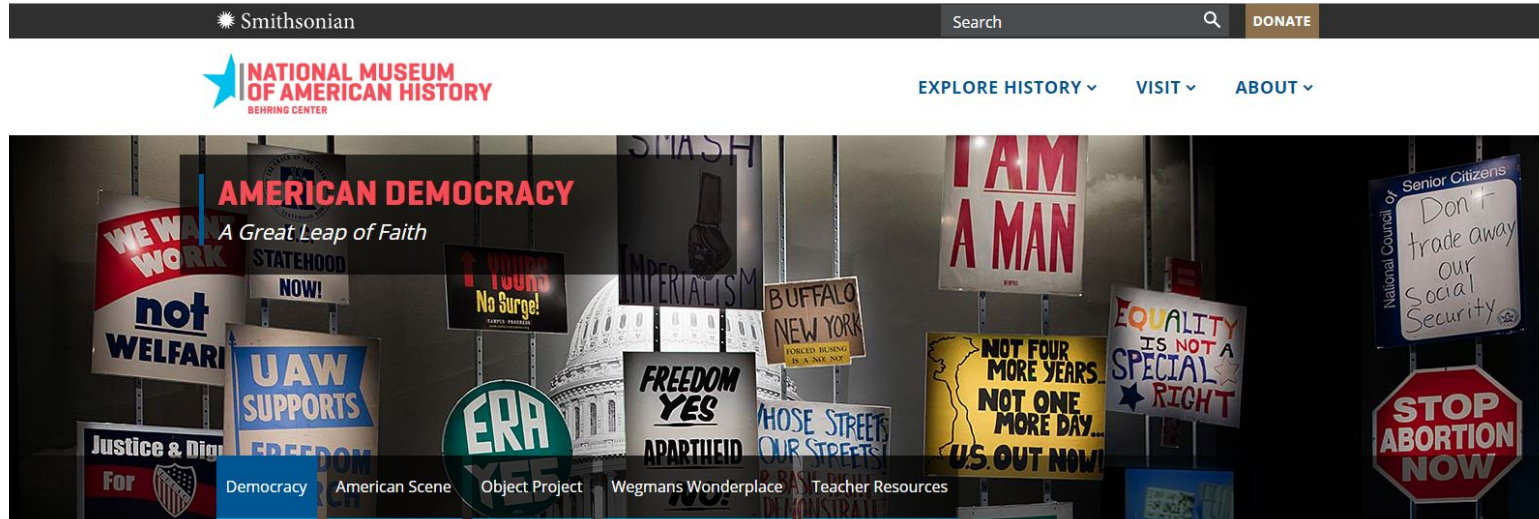 Smithsonian
Search
DONATE
NATIONAL MUSEUM
OF AMERICAN HISTORY
BEHRING CENTER
EXPLORE HISTORY
VISIT
ABOUT
AMERICAN DEMOCRACY
A Great Leap of Faith
WE WANT
WORK
not
WELFARE
STATEHOOD
NOW!
YOURS
No Surge!
CAMPUS PROGRESS
SMASH
IMPERIALISM
BUFFALO
NEW YORK
FORCED BUSING
IS A NO! NO!
I AM
A MAN
EQUALITY
IS NOT A
SPECIAL
RIGHT
National Council of Senior Citizens
Don't
trade away
our
Social
Security
UAW
SUPPORTS
FREEDOM
ERA
YES
FREEDOM
YES
APARTHEID
NO!
WHOSE STREETS
OUR STREETS!
DEMONSTRATE
NOT FOUR
MORE YEARS..
NOT ONE
MORE DAY...
U.S. OUT NOW!
STOP
ABORTION
NOW
Justice &
For
Democracy
American Scene
Object Project
Wegmans Wonderplace
Teacher Resources